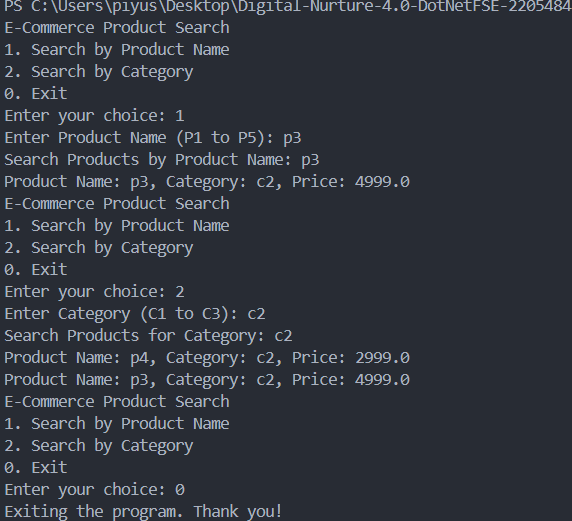 PS C:\Users\piyus\Desktop\Digital-Nurture-4.0-DotNetFSE-2205484
E-Commerce Product Search
1. Search by Product Name
2. Search by Category
0. Exit
Enter your choice: 1
Enter Product Name (P1 to P5): p3
Search Products by Product Name: p3
Product Name: p3, Category: c2, Price: 4999.0
E-Commerce Product Search
1. Search by Product Name
2. Search by Category
0. Exit
Enter your choice: 2
Enter Category (C1 to C3): c2
Search Products for Category: c2
Product Name: p4, Category: c2, Price: 2999.0
Product Name: p3, Category: c2, Price: 4999.0
E-Commerce Product Search
1. Search by Product Name
2. Search by Category
0. Exit
Enter your choice: 0
Exiting the program. Thank you!